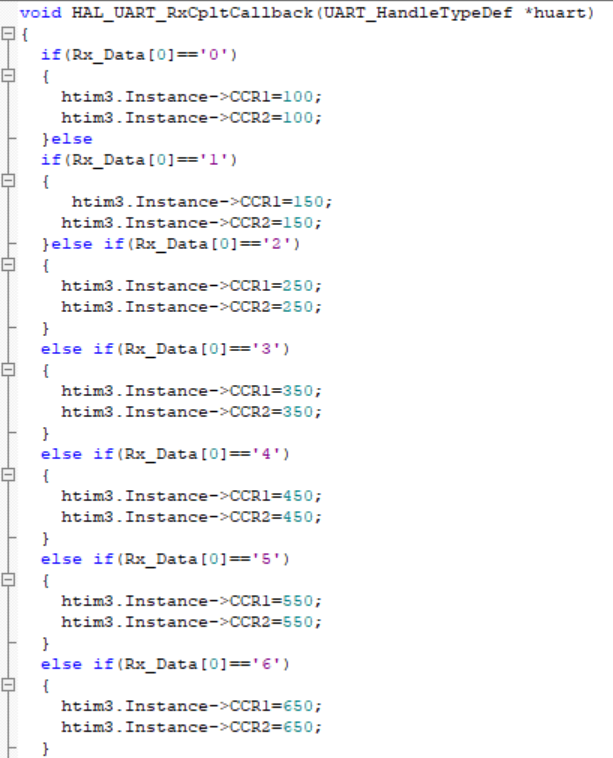 void HAL_UART_RxCpltCallback(UART_HandleTypeDef *huart)
{
  if(Rx_Data[0]=='0')
  {
    htim3.Instance->CCR1=100;
    htim3.Instance->CCR2=100;
  }else
  if(Rx_Data[0]=='1')
  {
     htim3.Instance->CCR1=150;
    htim3.Instance->CCR2=150;
  }else if(Rx_Data[0]=='2')
  {
    htim3.Instance->CCR1=250;
    htim3.Instance->CCR2=250;
  }
  else if(Rx_Data[0]=='3')
  {
    htim3.Instance->CCR1=350;
    htim3.Instance->CCR2=350;
  }
  else if(Rx_Data[0]=='4')
  {
    htim3.Instance->CCR1=450;
    htim3.Instance->CCR2=450;
  }
  else if(Rx_Data[0]=='5')
  {
    htim3.Instance->CCR1=550;
    htim3.Instance->CCR2=550;
  }
  else if(Rx_Data[0]=='6')
  {
    htim3.Instance->CCR1=650;
    htim3.Instance->CCR2=650;
  }